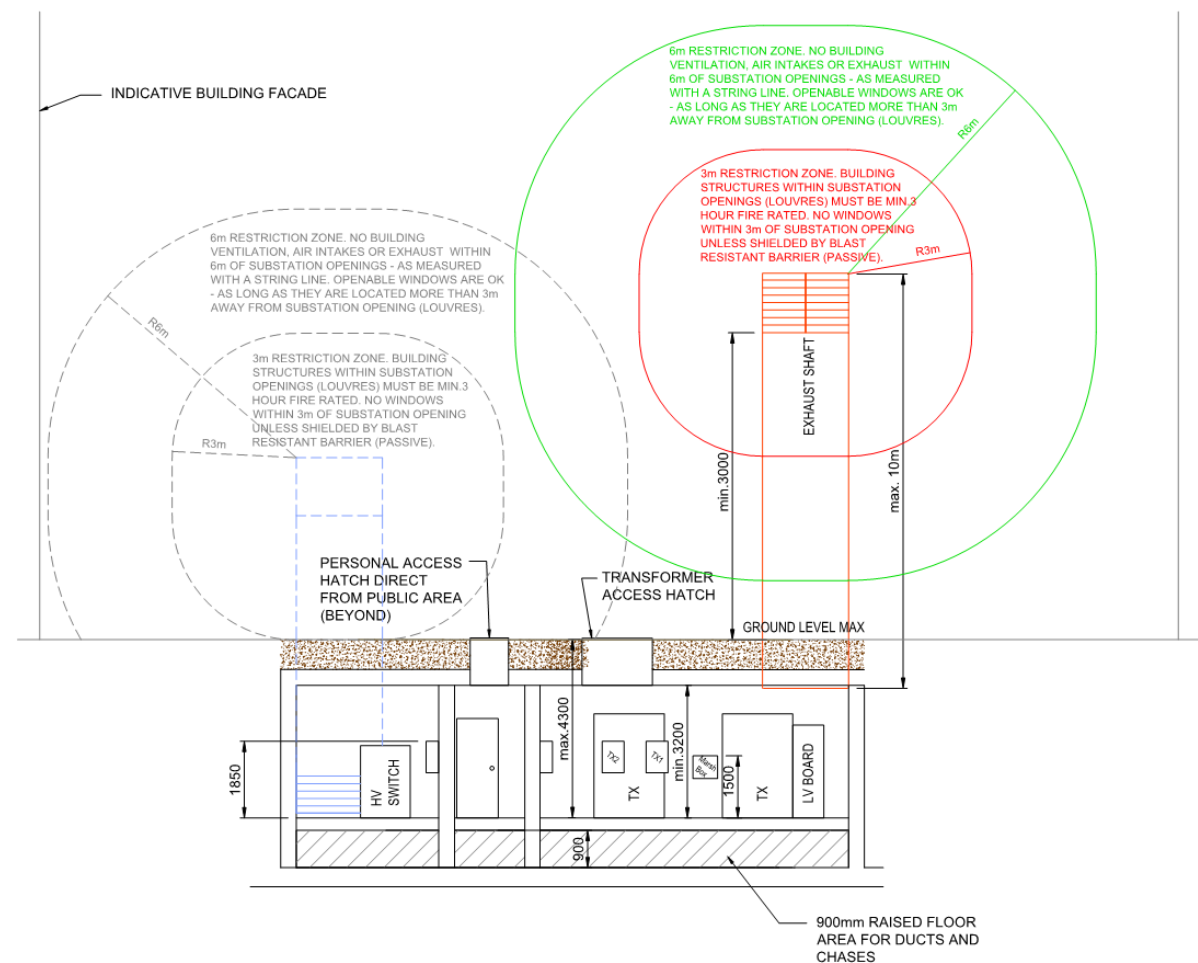 6m RESTRICTION ZONE. NO BUILDING
VENTILATION, AIR INTAKES OR EXHAUST WITHIN
6m OF SUBSTATION OPENINGS - AS MEASURED
WITH A STRING LINE. OPENABLE WINDOWS ARE OK
- AS LONG AS THEY ARE LOCATED MORE THAN 3m
AWAY FROM SUBSTATION OPENING (LOUVRES).
R6m
INDICATIVE BUILDING FACADE
3m RESTRICTION ZONE. BUILDING
STRUCTURES WITHIN SUBSTATION
OPENINGS (LOUVRES) MUST BE MIN.3
HOUR FIRE RATED. NO WINDOWS
WITHIN 3m OF SUBSTATION OPENING
UNLESS SHIELDED BY BLAST
RESISTANT BARRIER (PASSIVE).
R3m
6m RESTRICTION ZONE. NO BUILDING
VENTILATION, AIR INTAKES OR EXHAUST WITHIN
6m OF SUBSTATION OPENINGS - AS MEASURED
WITH A STRING LINE. OPENABLE WINDOWS ARE OK
- AS LONG AS THEY ARE LOCATED MORE THAN 3m
AWAY FROM SUBSTATION OPENING (LOUVRES).
R6m
3m RESTRICTION ZONE. BUILDING
STRUCTURES WITHIN SUBSTATION
OPENINGS (LOUVRES) MUST BE MIN.3
HOUR FIRE RATED. NO WINDOWS
WITHIN 3m OF SUBSTATION OPENING
UNLESS SHIELDED BY BLAST
RESISTANT BARRIER (PASSIVE).
R3m
EXHAUST SHAFT
min.3000
max. 10m
PERSONAL ACCESS
HATCH DIRECT
FROM PUBLIC AREA
(BEYOND)
TRANSFORMER
ACCESS HATCH
GROUND LEVEL MAX
1850
HV
SWITCH
max.4300
TX2
TX1
TX
min.3200
Marsh
Box
1500
TX
LV BOARD
900
900mm RAISED FLOOR
AREA FOR DUCTS AND
CHASES